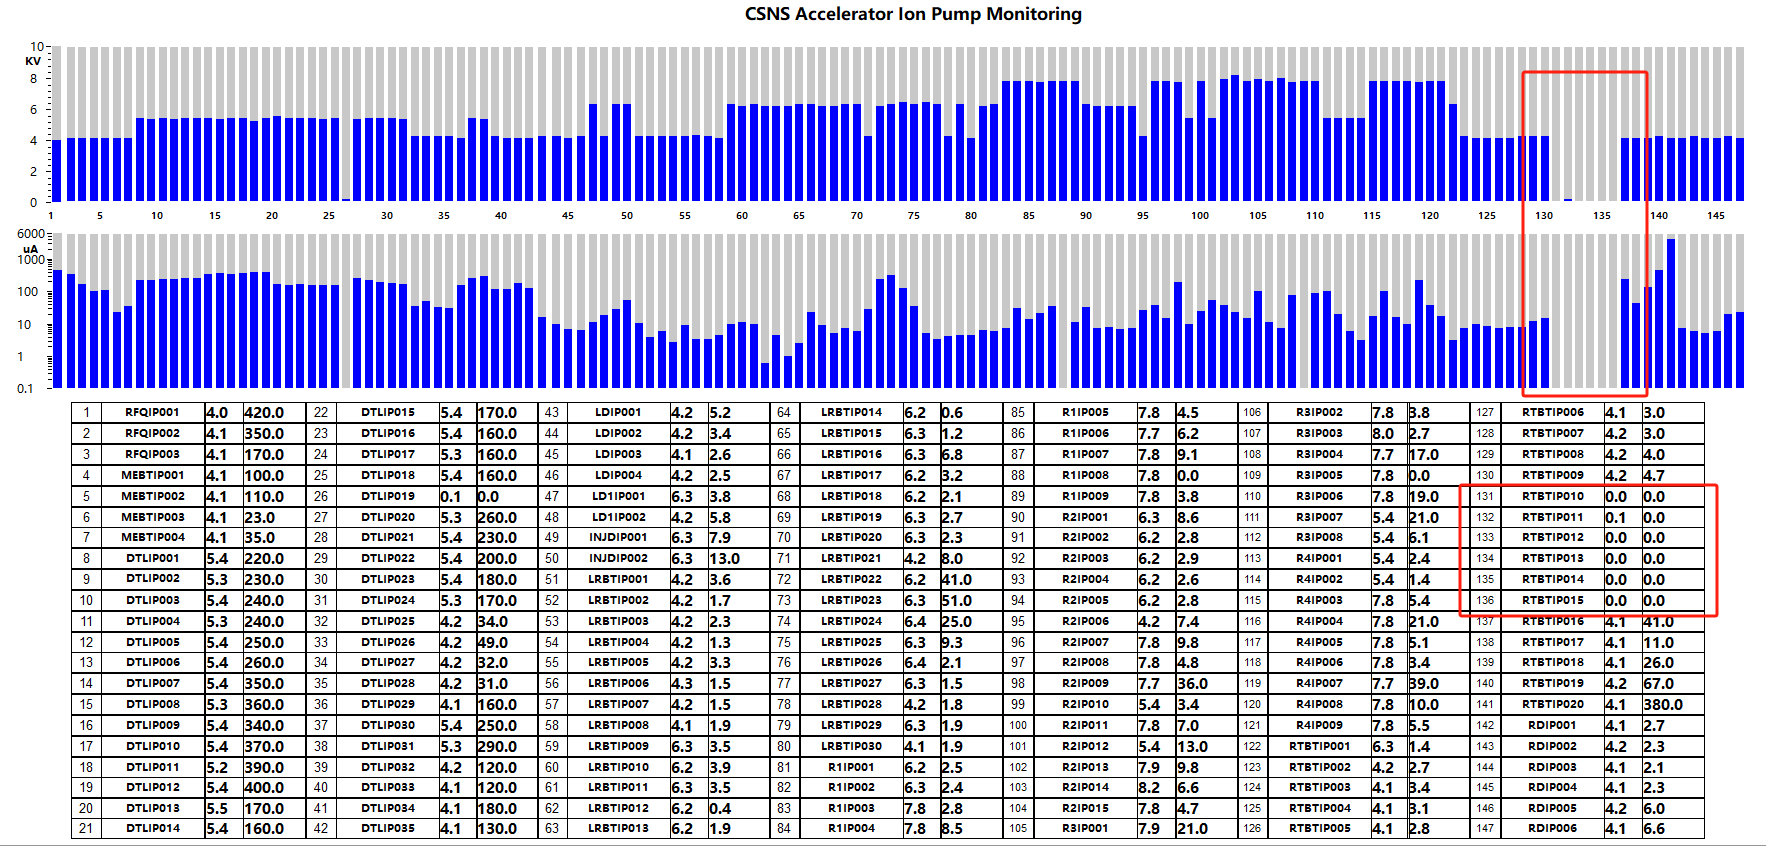 CSNS Accelerator Ion Pump Monitoring
10
KV
8
6
4
2
0
1 5 10 15 20 25 30 35 40 45 50 55 60 65 70 75 80 85 90 95 100 105 110 115 120 125 130 135 140 145
6000
uA
1000
100
10
1
0.1
1 RFQIP001 4.0 420.0 22 DTLIP015 5.4 170.0 43 LDIP001 4.2 5.2 64 LRBTIP014 6.2 0.6 85 R1IP005 7.8 4.5 106 R3IP002 7.8 3.8 127 RTBTIP006 4.1 3.0
2 RFQIP002 4.1 350.0 23 DTLIP016 5.4 160.0 44 LDIP002 4.2 3.4 65 LRBTIP015 6.3 1.2 86 R1IP006 7.7 6.2 107 R3IP003 8.0 2.7 128 RTBTIP007 4.2 3.0
3 RFQIP003 4.1 170.0 24 DTLIP017 5.3 160.0 45 LDIP003 4.1 2.6 66 LRBTIP016 6.3 6.8 87 R1IP007 7.8 9.1 108 R3IP004 7.7 17.0 129 RTBTIP008 4.2 4.0
4 MEBTIP001 4.1 100.0 25 DTLIP018 5.4 160.0 46 LDIP004 4.2 2.5 67 LRBTIP017 6.2 3.2 88 R1IP008 7.8 0.0 109 R3IP005 7.8 0.0 130 RTBTIP009 4.2 4.7
5 MEBTIP002 4.1 110.0 26 DTLIP019 0.1 0.0 47 LD1IP001 6.3 3.8 68 LRBTIP018 6.2 2.1 89 R1IP009 7.8 3.8 110 R3IP006 7.8 19.0 131 RTBTIP010 0.0 0.0
6 MEBTIP003 4.1 23.0 27 DTLIP020 5.3 260.0 48 LD1IP002 4.2 5.8 69 LRBTIP019 6.3 2.7 90 R2IP001 6.3 8.6 111 R3IP007 5.4 21.0 132 RTBTIP011 0.1 0.0
7 MEBTIP004 4.1 35.0 28 DTLIP021 5.4 230.0 49 INJDIP001 6.3 7.9 70 LRBTIP020 6.3 2.3 91 R2IP002 6.2 2.8 112 R3IP008 5.4 6.1 133 RTBTIP012 0.0 0.0
8 DTLIP001 5.4 220.0 29 DTLIP022 5.4 200.0 50 INJDIP002 6.3 13.0 71 LRBTIP021 4.2 8.0 92 R2IP003 6.2 2.9 113 R4IP001 5.4 2.4 134 RTBTIP013 0.0 0.0
9 DTLIP002 5.3 230.0 30 DTLIP023 5.4 180.0 51 LRBTIP001 4.2 3.6 72 LRBTIP022 6.2 41.0 93 R2IP004 6.2 2.6 114 R4IP002 5.4 1.4 135 RTBTIP014 0.0 0.0
10 DTLIP003 5.4 240.0 31 DTLIP024 5.3 170.0 52 LRBTIP002 4.2 1.7 73 LRBTIP023 6.3 51.0 94 R2IP005 6.2 2.8 115 R4IP003 7.8 5.4 136 RTBTIP015 0.0 0.0
11 DTLIP004 5.3 240.0 32 DTLIP025 4.2 34.0 53 LRBTIP003 4.2 2.3 74 LRBTIP024 6.4 25.0 95 R2IP006 4.2 7.4 116 R4IP004 7.8 21.0 137 RTBTIP016 4.1 41.0
12 DTLIP005 5.4 250.0 33 DTLIP026 4.2 49.0 54 LRBTIP004 4.2 1.3 75 LRBTIP025 6.3 9.3 96 R2IP007 7.8 9.8 117 R4IP005 7.8 5.1 138 RTBTIP017 4.1 11.0
13 DTLIP006 5.4 260.0 34 DTLIP027 4.2 32.0 55 LRBTIP005 4.2 3.3 76 LRBTIP026 6.4 2.1 97 R2IP008 7.8 4.8 118 R4IP006 7.8 3.4 139 RTBTIP018 4.1 26.0
14 DTLIP007 5.4 350.0 35 DTLIP028 4.2 31.0 56 LRBTIP006 4.3 1.5 77 LRBTIP027 6.3 1.5 98 R2IP009 7.7 36.0 119 R4IP007 7.7 39.0 140 RTBTIP019 4.2 67.0
15 DTLIP008 5.3 360.0 36 DTLIP029 4.1 160.0 57 LRBTIP007 4.2 1.5 78 LRBTIP028 4.2 1.8 99 R2IP010 5.4 3.4 120 R4IP008 7.8 10.0 141 RTBTIP020 4.1 380.0
16 DTLIP009 5.4 340.0 37 DTLIP030 5.4 250.0 58 LRBTIP008 4.1 1.9 79 LRBTIP029 6.3 1.9 100 R2IP011 7.8 7.0 121 R4IP009 7.8 5.5 142 RDIP001 4.1 2.7
17 DTLIP010 5.4 370.0 38 DTLIP031 5.3 290.0 59 LRBTIP009 6.3 3.5 80 LRBTIP030 4.1 1.9 101 R2IP012 5.4 13.0 122 RTBTIP001 6.3 1.4 143 RDIP002 4.2 2.3
18 DTLIP011 5.2 390.0 39 DTLIP032 4.2 120.0 60 LRBTIP010 6.2 3.9 81 R1IP001 6.2 2.5 102 R2IP013 7.9 9.8 123 RTBTIP002 4.2 2.7 144 RDIP003 4.1 2.1
19 DTLIP012 5.4 400.0 40 DTLIP033 4.1 120.0 61 LRBTIP011 6.3 3.5 82 R1IP002 6.3 2.4 103 R2IP014 8.2 6.6 124 RTBTIP003 4.1 3.4 145 RDIP004 4.1 2.3
20 DTLIP013 5.5 170.0 41 DTLIP034 4.1 180.0 62 LRBTIP012 6.2 0.4 83 R1IP003 7.8 2.8 104 R2IP015 7.8 4.7 125 RTBTIP004 4.1 3.1 146 RDIP005 4.2 6.0
21 DTLIP014 5.4 160.0 42 DTLIP035 4.1 130.0 63 LRBTIP013 6.2 1.9 84 R1IP004 7.8 8.5 105 R3IP001 7.9 21.0 126 RTBTIP005 4.1 2.8 147 RDIP006 4.1 6.6